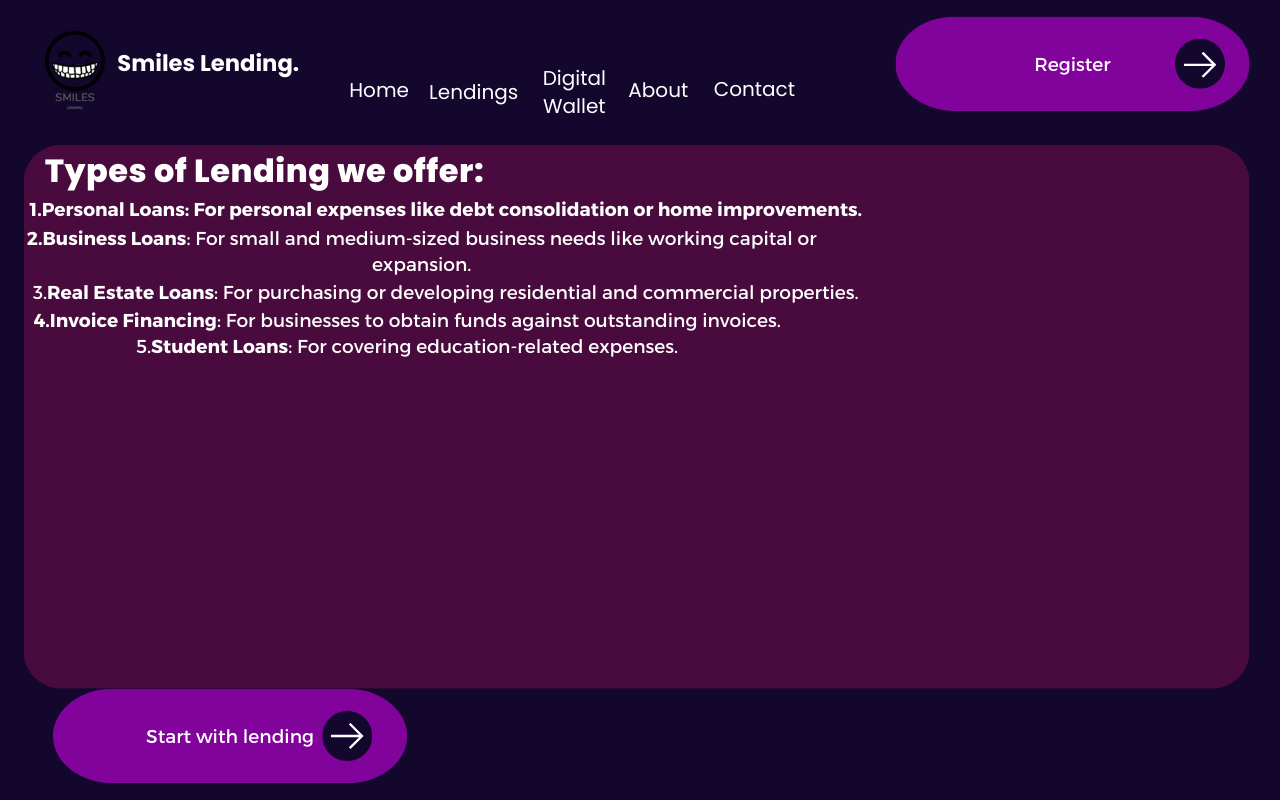 Smiles Lending.
SMILES
LENDING
Home
Lendings
Digital
Wallet
About
Contact
Register
Types of Lending we offer:
1.Personal Loans: For personal expenses like debt consolidation or home improvements.
2.Business Loans: For small and medium-sized business needs like working capital or
expansion.
3.Real Estate Loans: For purchasing or developing residential and commercial properties.
4.Invoice Financing: For businesses to obtain funds against outstanding invoices.
5.Student Loans: For covering education-related expenses.
Start with lending